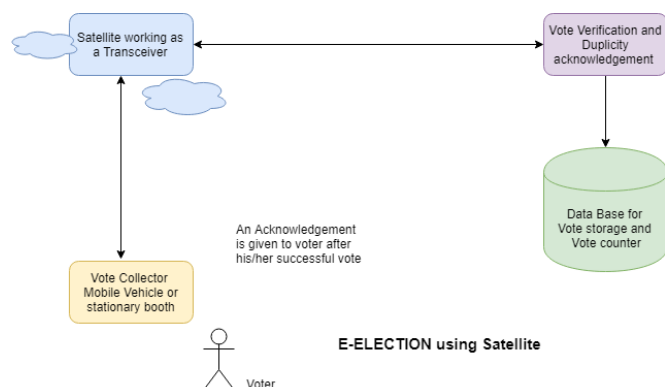 Satellite working as
a Transceiver
Vote Verification and
Duplicity
acknowledgement
Data Base for
Vote storage and
Vote counter
An Acknowledgement
is given to voter after
his/her successful vote
Vote Collector
Mobile Vehicle or
stationary booth
E-ELECTION using Satellite
Voter